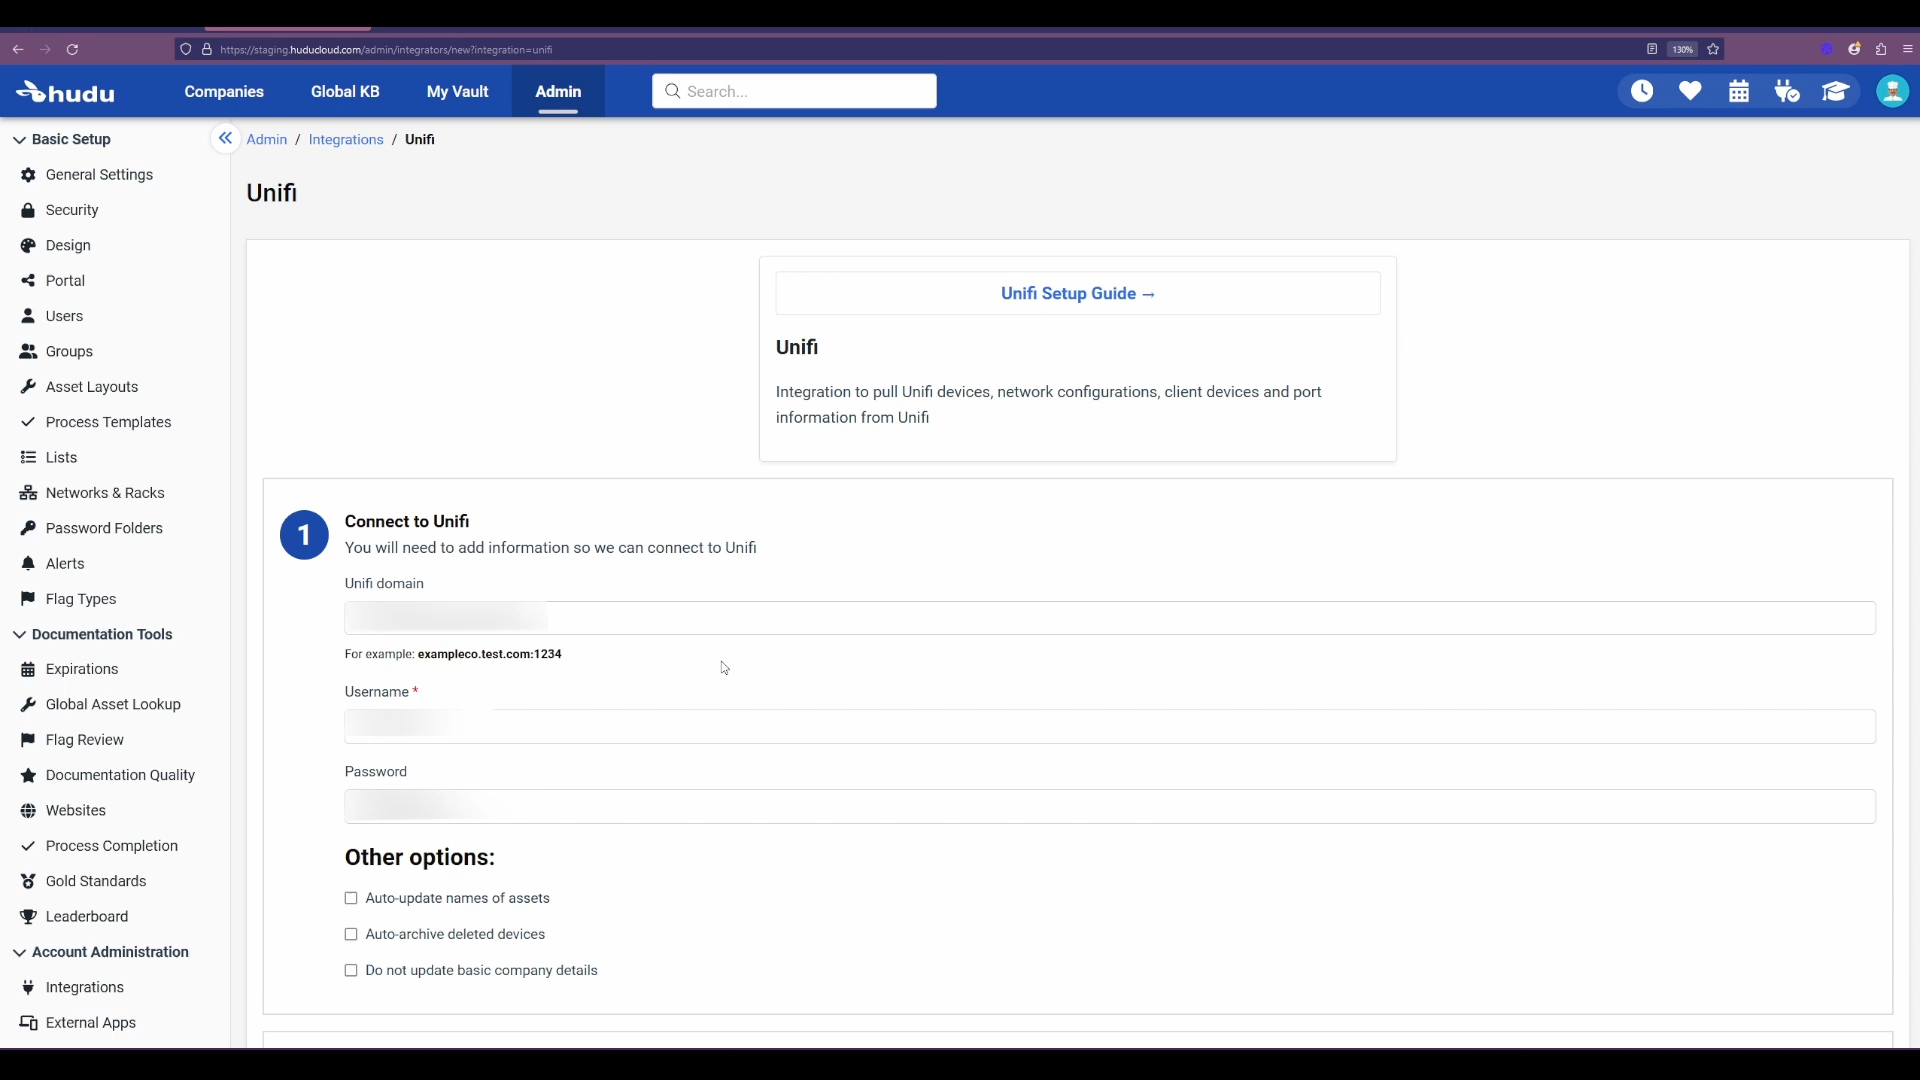 https://staging.huducloud.com/admin/integrators/new?integration=unifi
130%
hudu
Companies
Global KB
My Vault
Admin
Search...
Basic Setup
General Settings
Security
Design
Portal
Users
Groups
Asset Layouts
Process Templates
Lists
Networks & Racks
Password Folders
Alerts
Flag Types
Documentation Tools
Expirations
Global Asset Lookup
Flag Review
Documentation Quality
Websites
Process Completion
Gold Standards
Leaderboard
Account Administration
Integrations
External Apps
Admin / Integrations / Unifi
Unifi
Unifi Setup Guide →
Unifi
Integration to pull Unifi devices, network configurations, client devices and port
information from Unifi
1
Connect to Unifi
You will need to add information so we can connect to Unifi
Unifi domain
For example: exampleco.test.com:1234
Username *
Password
Other options:
Auto-update names of assets
Auto-archive deleted devices
Do not update basic company details